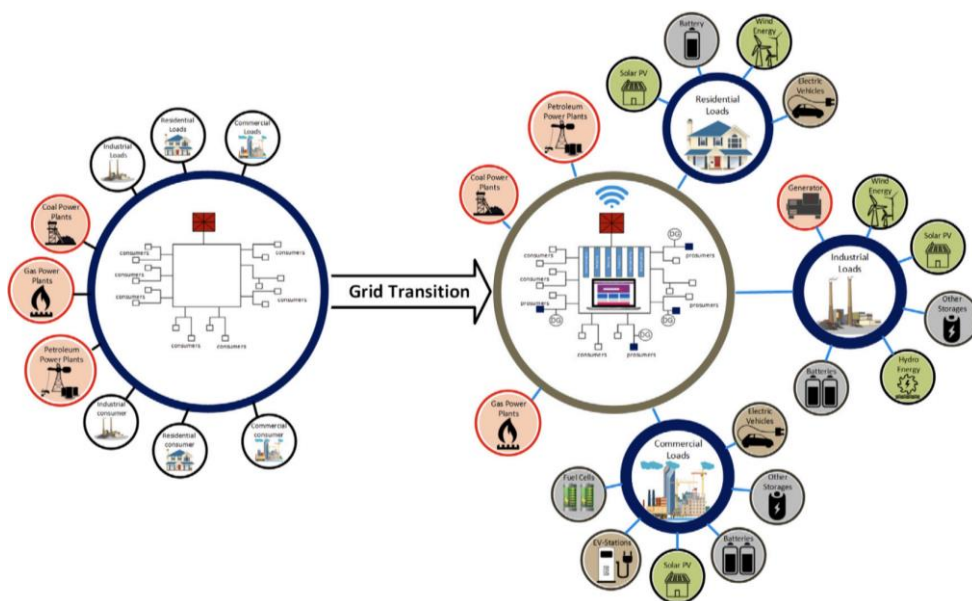 Residential
Loads
Commercial
Loads
Industrial
Loads
Coal Power
Plants
Gas Power
Plants
Petroleum
Power Plants
Industrial
consumer
Residential
consumer
Commercial
consumer
consumers
consumers
consumers
consumers
consumers
consumers
consumers
Grid Transition
Petroleum
Power Plants
Coal Power
Plants
Gas Power
Plants
consumers
DG
prosumers
consumers
consumers
consumers
prosumers
DG
prosumers
DG
consumers
DG
prosumers
Battery
Wind
Energy
Solar PV
Electric
Vehicles
Residential
Loads
Generator
Wind
Energy
Solar PV
Industrial
Loads
Other
Storages
Hydro
Energy
Batteries
Commercial
Loads
Electric
Vehicles
Fuel Cells
Other
Storages
EV-Stations
Solar PV
Batteries